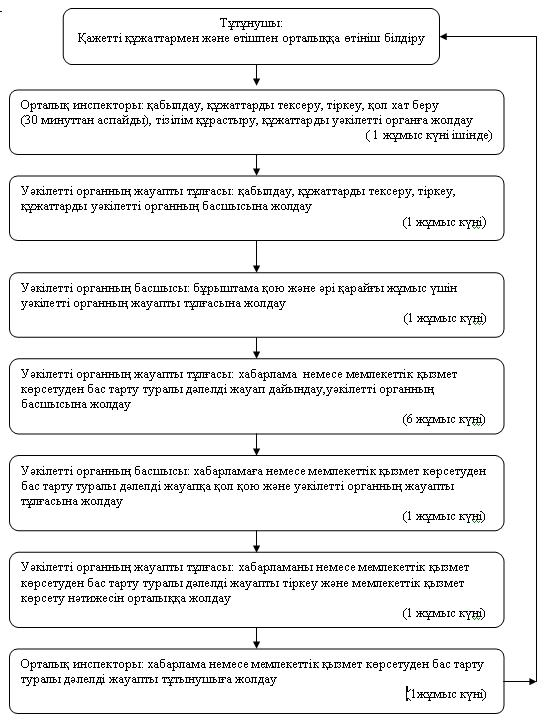 Тұтынушы:
Қажетті құжаттармен және өтішпен орталыққа өтініш білдіру
Орталық инспекторы: қабылдау, құжаттарды тексеру, тіркеу, қол хат беру
(30 минуттан аспайды), тізілім құрастыру, құжаттарды уәкілетті органға жолдау
( 1 жұмыс күні ішінде)
Уәкілетті органның жауапты тұлғасы: қабылдау, құжаттарды тексеру, тіркеу,
құжаттарды уәкілетті органның басшысына жолдау
(1 жұмыс күні)
Уәкілетті органның басшысы: бұрыштама қою және әрі қарайғы жұмыс үшін
уәкілетті органның жауапты тұлғасына жолдау
(1 жұмыс күні)
Уәкілетті органның жауапты тұлғасы: хабарлама немесе мемлекеттік қызмет
көрсетуден бас тарту туралы дәлелді жауап дайындау,уәкілетті органның
басшысына жолдау
(6 жұмыс күні)
Уәкілетті органның басшысы: хабарламаға немесе мемлекеттік қызмет көрсетуден
бас тарту туралы дәлелді жауапқа қол қою және уәкілетті органның жауапты
тұлғасына жолдау
(1 жұмыс күні)
Уәкілетті органның жауапты тұлғасы: хабарламаны немесе мемлекеттік қызмет
көрсетуден бас тарту туралы дәлелді жауапты тіркеу және мемлекеттік қызмет
көрсету нәтижесін орталыққа жолдау
(1 жұмыс күні)
Орталық инспекторы: хабарлама немесе мемлекеттік қызмет көрсетуден бас тарту
туралы дәлелді жауапты тұтынушыға жолдау
(1жұмыс күні)